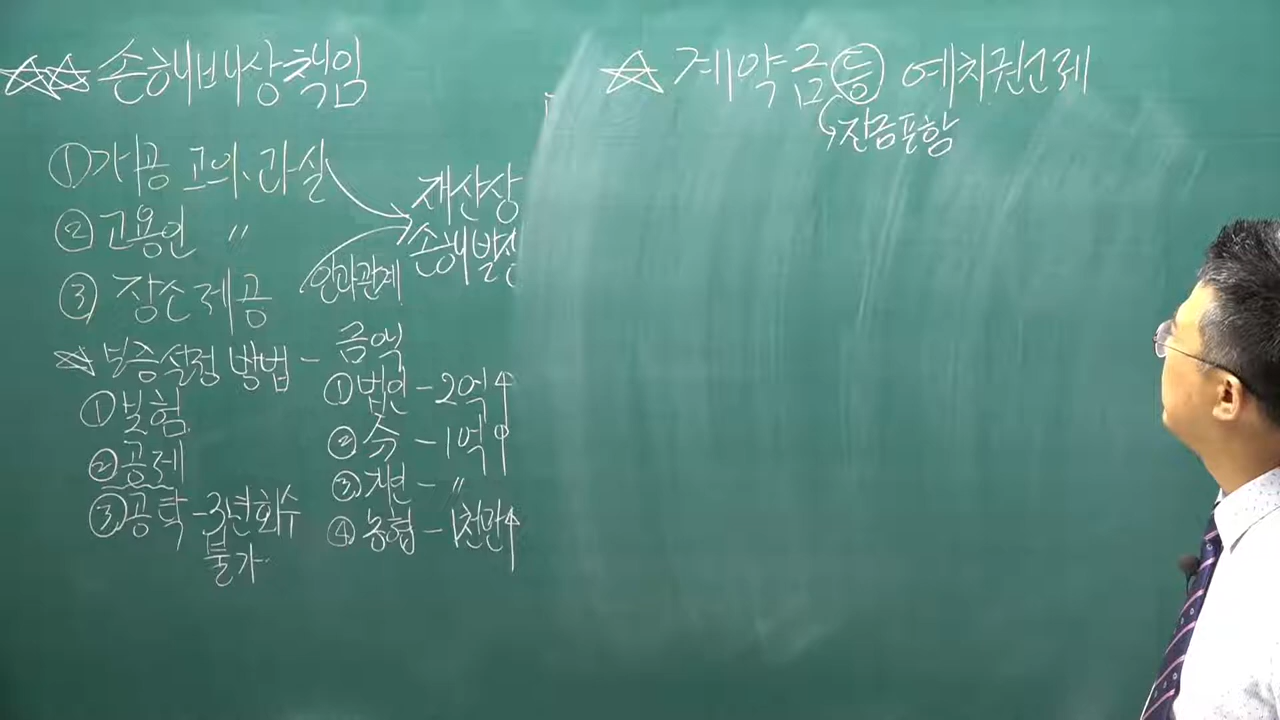 ☆☆ 손해배상책임
① 개공 고의, 과실
② 고용인 〃
③ 장소제공
재산상
손해발생
인과관계
☆ 보증설정 방법 - 금액
① 보험
② 공제
③ 공탁 - 3년 회수
불가
① 법인 - 2억↑
② 分 - 1억↑
③ 개인 - 〃
④ 농협 - 1천만↑
☆ 계약금등 예치권고제
잔금포함